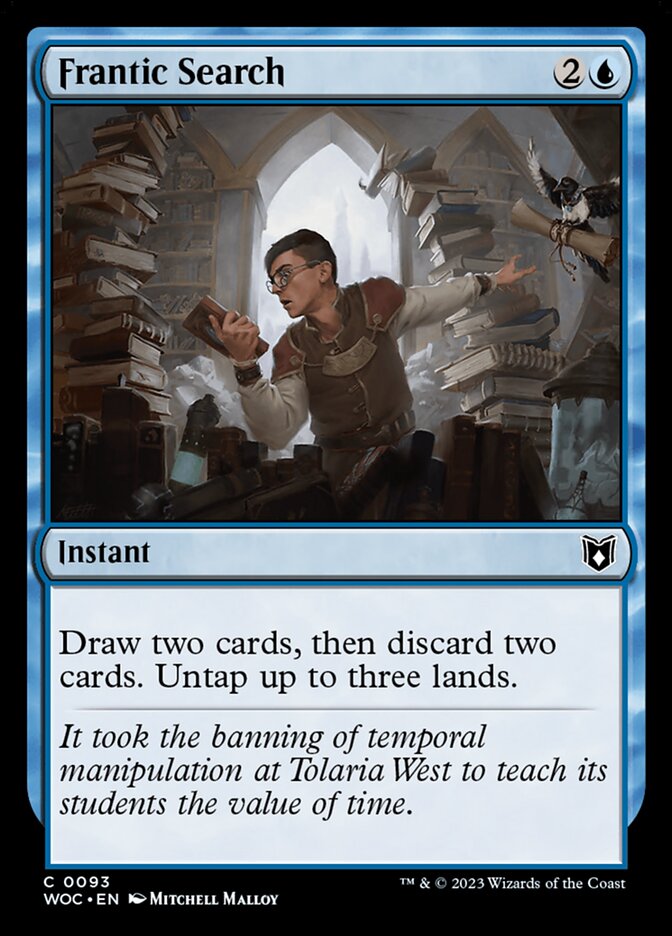 Frantic Search 2
Instant
Draw two cards, then discard two
cards. Untap up to three lands.
It took the banning of temporal
manipulation at Tolaria West to teach its
students the value of time.
C 0093
WOC • EN Mitchell Malloy
™ & © 2023 Wizards of the Coast